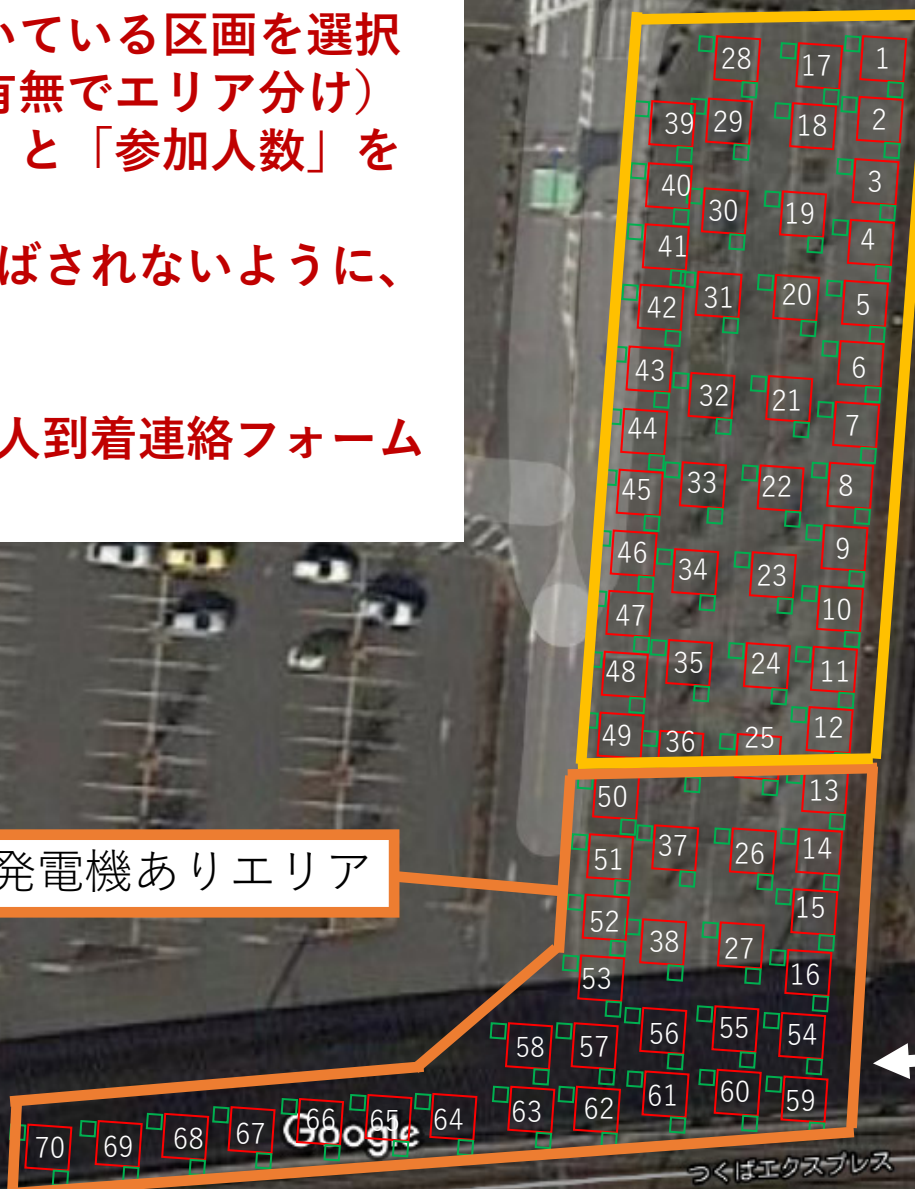 いている区画を選択
有無でエリア分け）
」と「参加人数」を
ばされないように、
人到着連絡フォーム
28 17 1
39 29 18 2
40 30 19 3
41 4
42 31 20 5
43 32 21 6
44 7
45 33 22 8
46 34 23 9
47 10
48 35 24 11
49 36 25 12
50 13
51 37 26 14
発電機ありエリア
52 38 27 15
53 16
58 57 56 55 54
63 62 61 60 59
70 69 68 67 66 65 64
Google
つくばエクスプレス